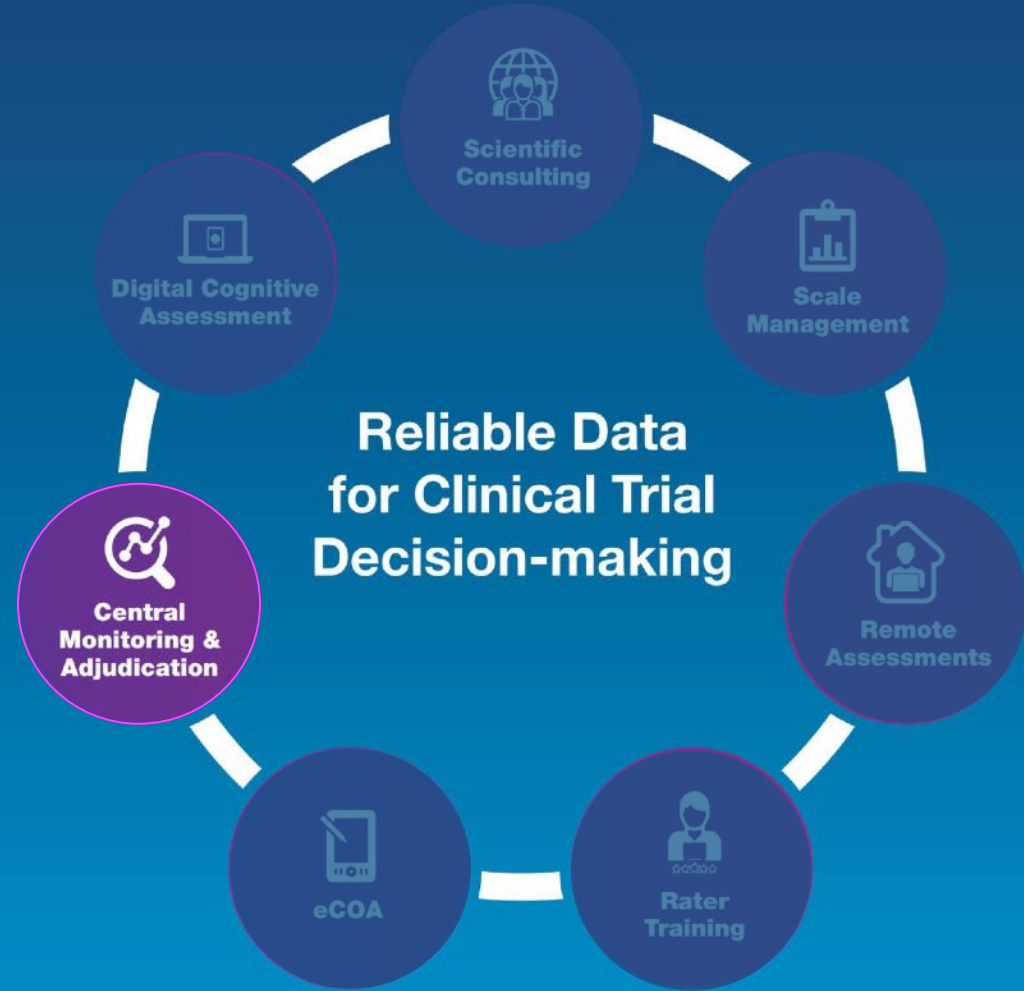 Scientific
Consulting
Scale
Management
Remote
Assessments
Rater
Training
eCOA
Central
Monitoring &
Adjudication
Digital Cognitive
Assessment
Reliable Data
for Clinical Trial
Decision-making